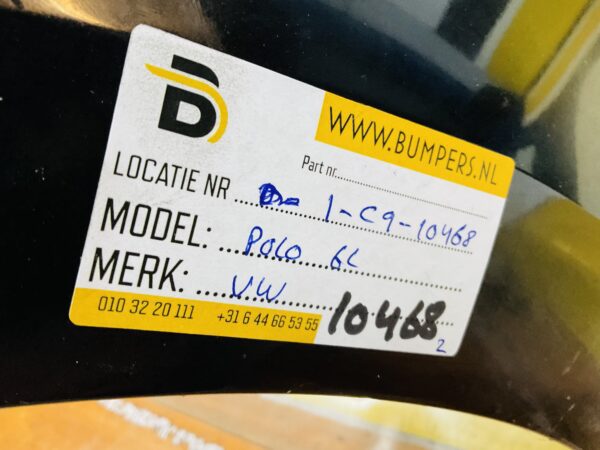 WWW.BUMPERS.NL
Part nr
LOCATIE NR 1-C9-10468
MODEL: POLO 6C
MERK: VW
010 32 20 111 +31 6 44 66 53 55
10468
2